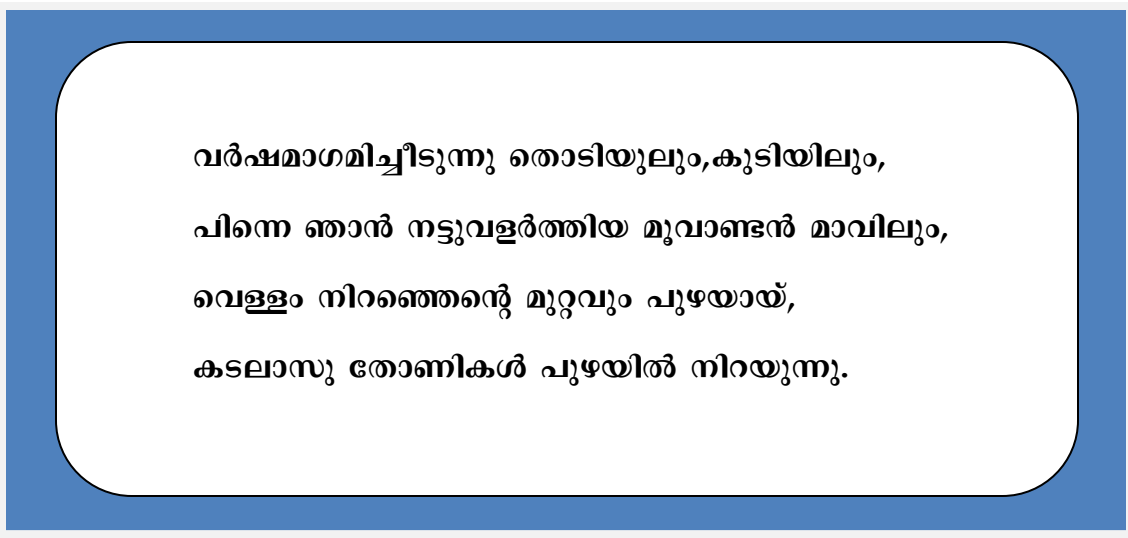 വർഷമാഗമിച്ചീടുന്നു തൊടിയുലും,കുടിയിലും,
പിന്നെ ഞാൻ നട്ടുവളർത്തിയ മൂവാണ്ടൻ മാവിലും,
വെള്ളം നിറഞ്ഞെന്റെ മുറ്റവും പുഴയായ്,
കടലാസു തോണികൾ പുഴയിൽ നിറയുന്നു.